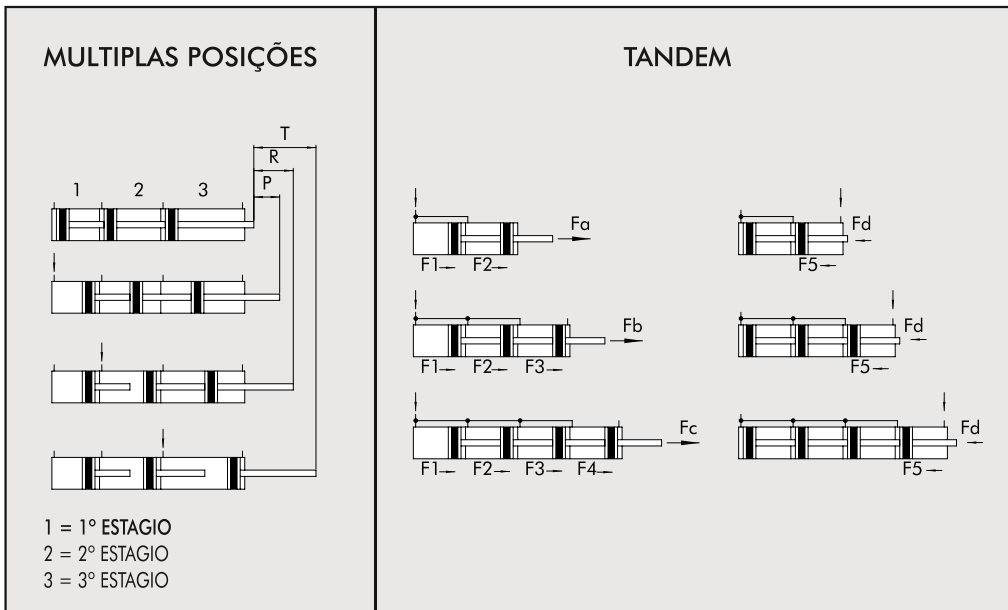 MULTIPLAS POSIÇÕES
T
R
P
1 2 3
1 = 1º ESTAGIO
2 = 2º ESTAGIO
3 = 3º ESTAGIO
TANDEM
Fa
F1 F2
Fd
F5
Fb
F1 F2 F3
Fd
F5
Fc
F1 F2 F3 F4
Fd
F5